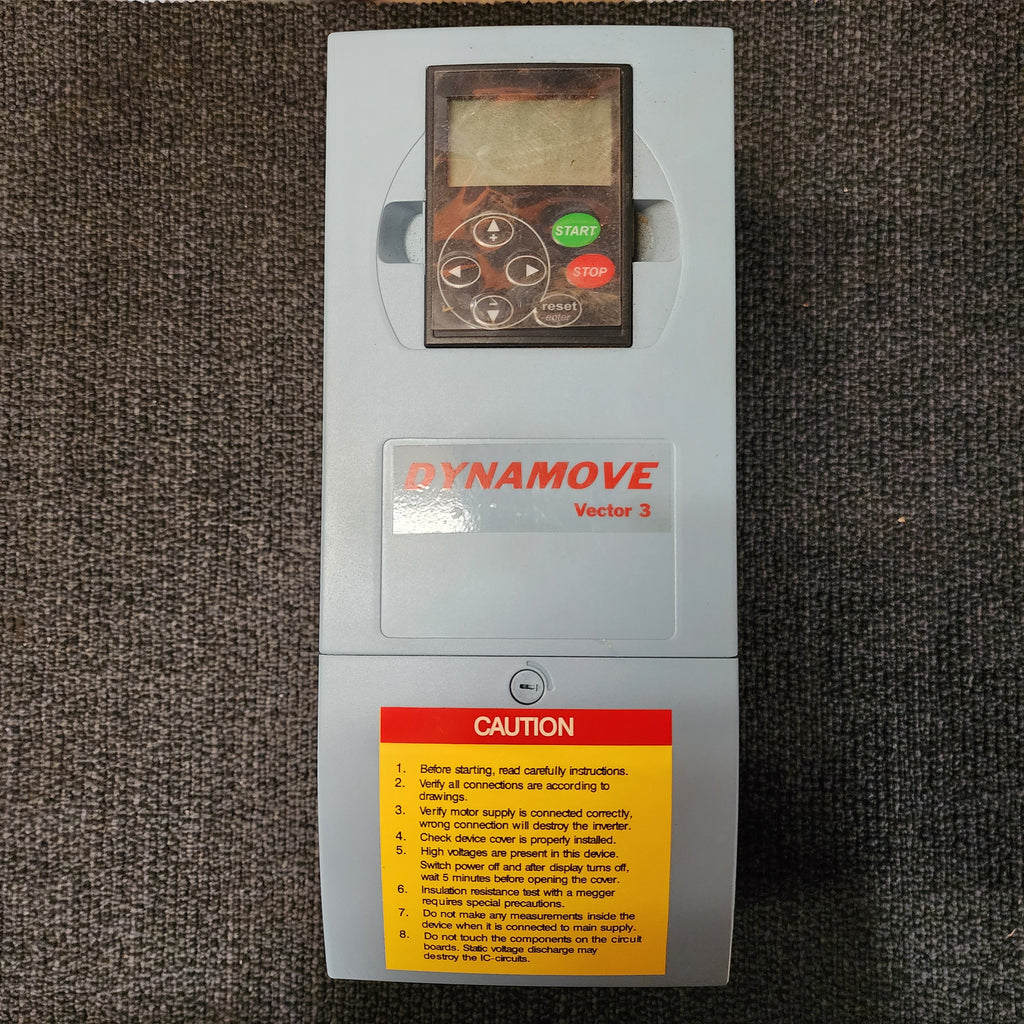 START
STOP
reset
enter
DYNAMOVE
Vector 3
CAUTION
1. Before starting, read carefully instructions.
2. Verify all connections are according to
drawings.
3. Verify motor supply is connected correctly,
wrong connection will destroy the inverter.
4. Check device cover is properly installed.
5. High voltages are present in this device.
Switch power off and after display turns off,
wait 5 minutes before opening the cover.
6. Insulation resistance test with a megger
requires special precautions.
7. Do not make any measurements inside the
device when it is connected to main supply.
8. Do not touch the components on the circuit
boards. Static voltage discharge may
destroy the IC-circuits.